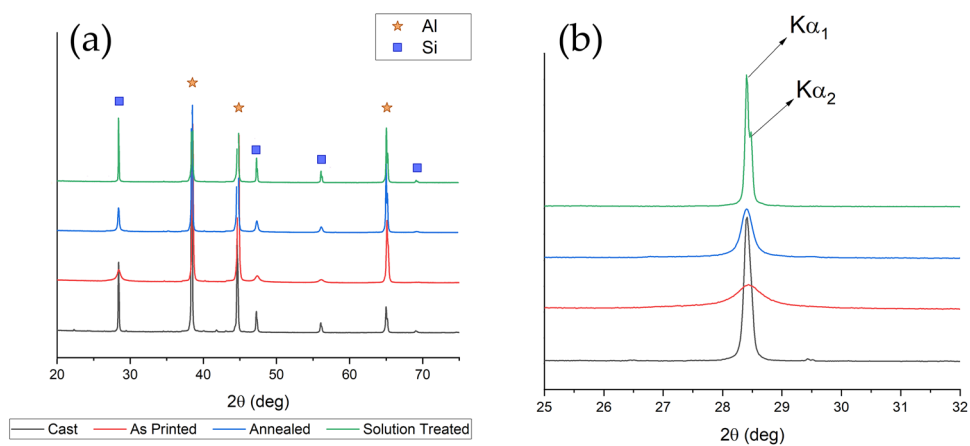 (a)
Al
Si
20 30 40 50 60 70
2θ (deg)
Cast As Printed Annealed Solution Treated
(b)
Kα₁
Kα₂
25 26 27 28 29 30 31 32
2θ (deg)